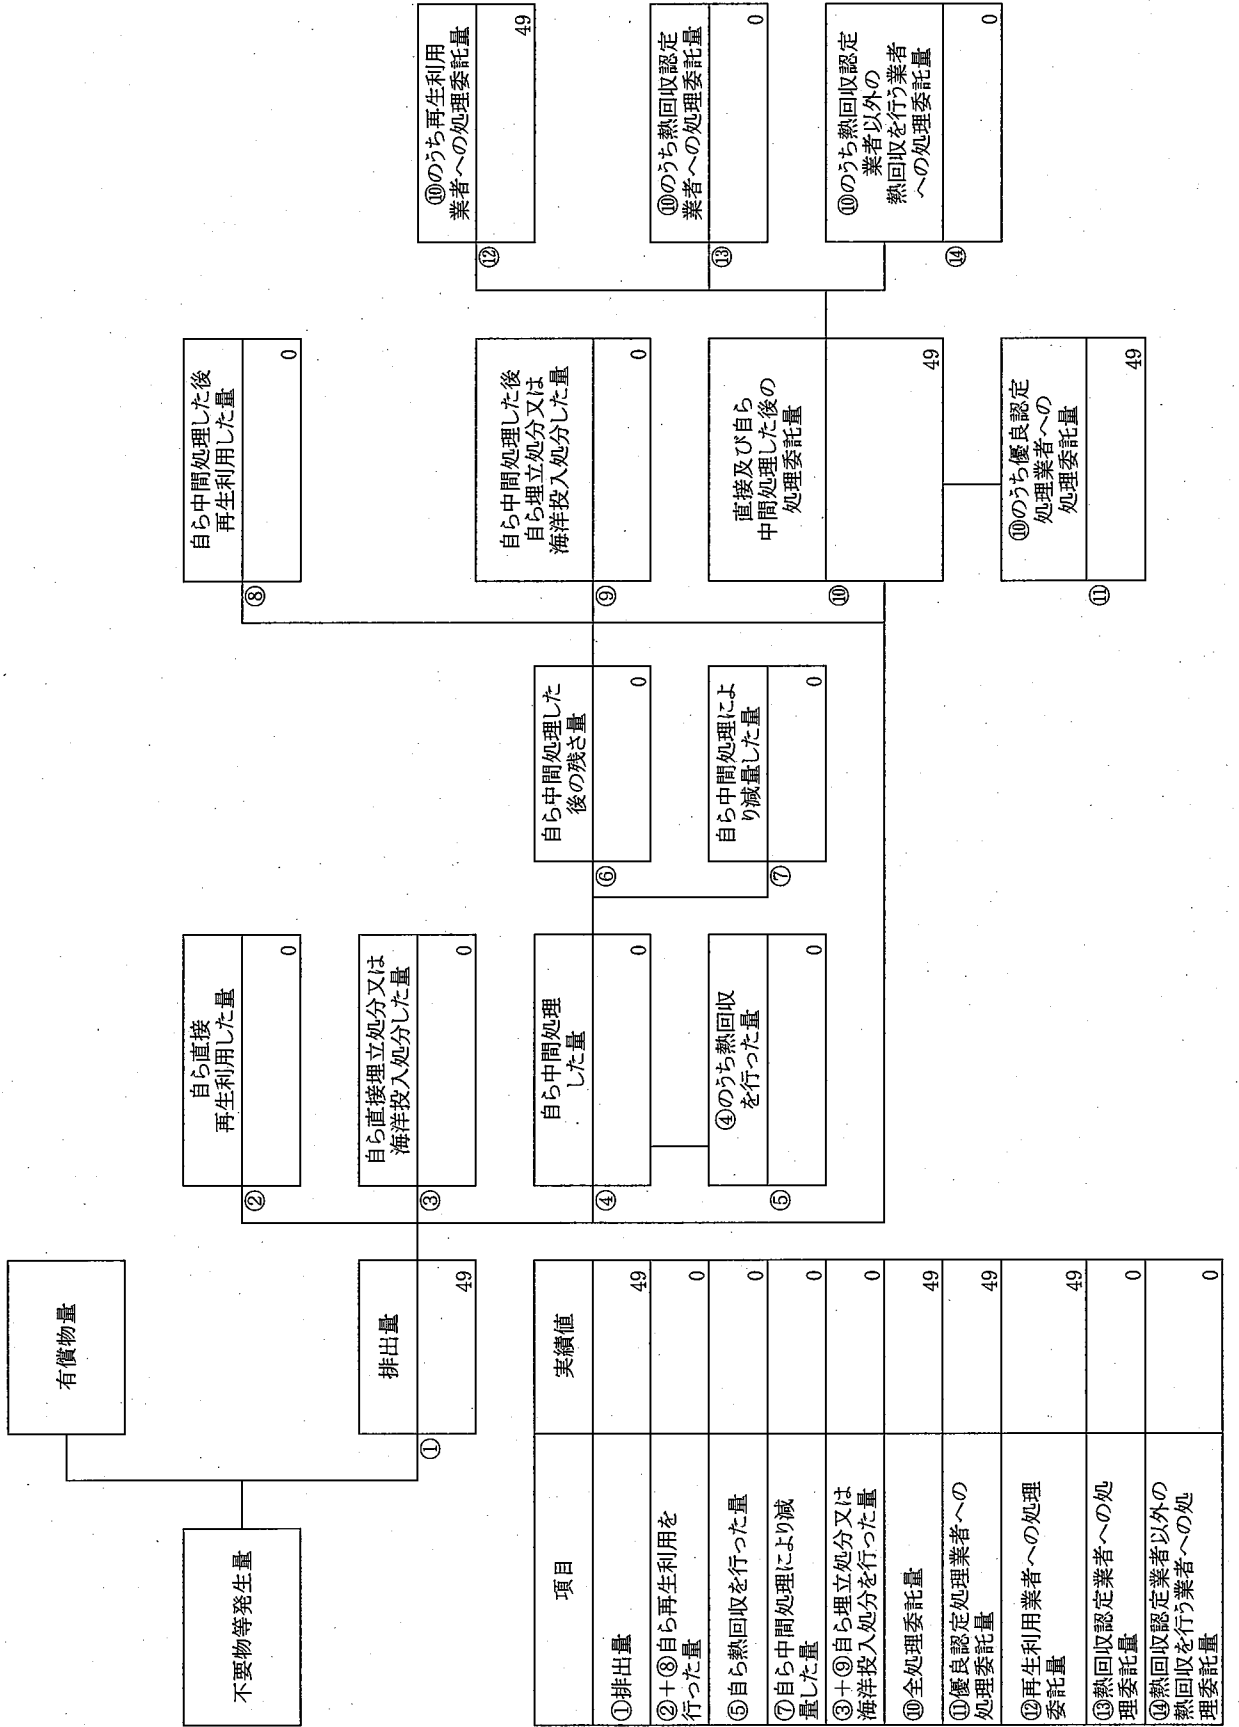 不要物等発生量
有償物量
排出量
①
49
自ら直接
再生利用した量
②
0
自ら直接埋立処分又は
海洋投入処分した量
③
0
自ら中間処理
した量
④
0
④のうち熱回収
を行った量
⑤
0
自ら中間処理した
後の残さ量
⑥
0
自ら中間処理によ
り減量した量
⑦
0
自ら中間処理した後
再生利用した量
⑧
0
自ら中間処理した後
自ら埋立処分又は
海洋投入処分した量
⑨
0
直接及び自ら
中間処理した後の
処理委託量
⑩
49
⑩のうち優良認定
処理業者への
処理委託量
⑪
49
⑩のうち再生利用
業者への処理委託量
⑫
49
⑩のうち熱回収認定
業者への処理委託量
⑬
0
⑩のうち熱回収認定
業者以外の
熱回収を行う業者
への処理委託量
⑭
0
項目 実績値
①排出量 49
②+⑧自ら再生利用を
行った量 0
⑤自ら熱回収を行った量 0
⑦自ら中間処理により減
量した量 0
③+⑨自ら埋立処分又は
海洋投入処分を行った量 0
⑩全処理委託量 49
⑪優良認定処理業者への
処理委託量 49
⑫再生利用業者への処理
委託量 49
⑬熱回収認定業者への処
理委託量 0
⑭熱回収認定業者以外の
熱回収を行う業者への処
理委託量 0